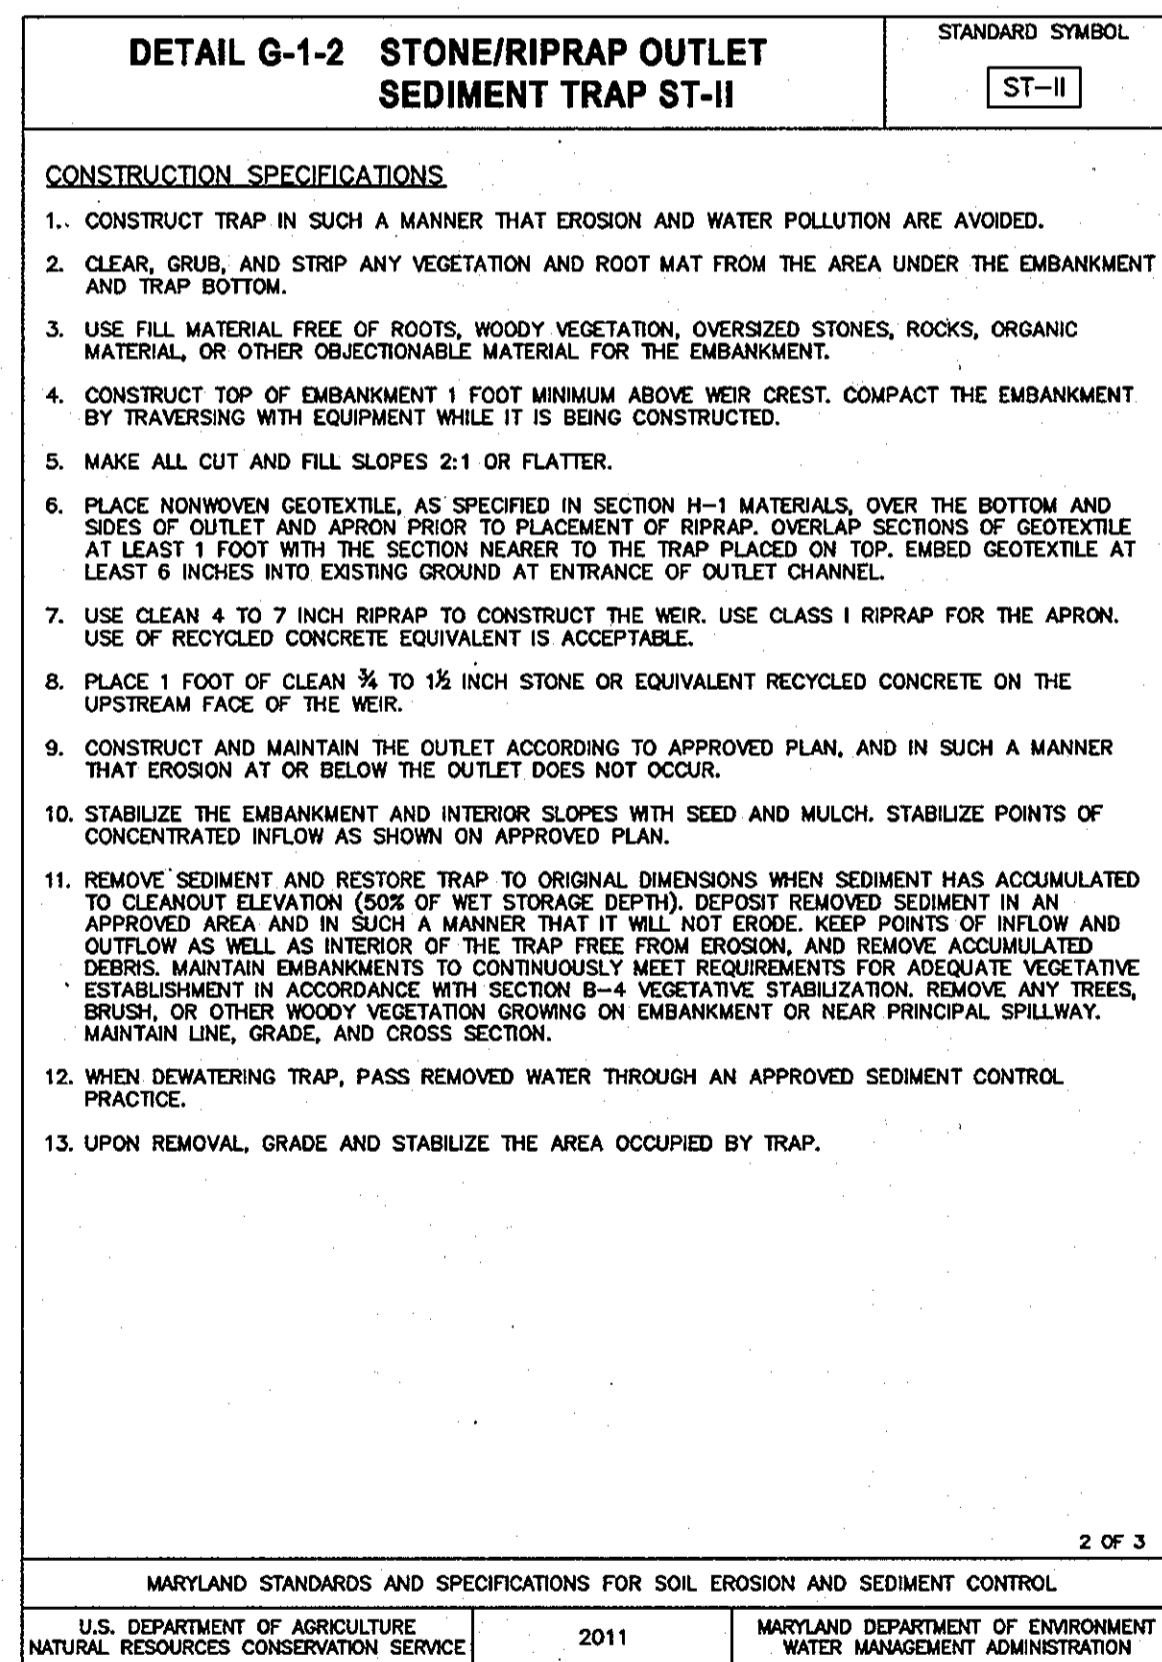 DETAIL G-1-2 STONE/RIPRAP OUTLET
SEDIMENT TRAP ST-II
STANDARD SYMBOL
ST-II
CONSTRUCTION SPECIFICATIONS
1. CONSTRUCT TRAP IN SUCH A MANNER THAT EROSION AND WATER POLLUTION ARE AVOIDED.
2. CLEAR, GRUB, AND STRIP ANY VEGETATION AND ROOT MAT FROM THE AREA UNDER THE EMBANKMENT
AND TRAP BOTTOM.
3. USE FILL MATERIAL FREE OF ROOTS, WOODY VEGETATION, OVERSIZED STONES, ROCKS, ORGANIC
MATERIAL, OR OTHER OBJECTIONABLE MATERIAL FOR THE EMBANKMENT.
4. CONSTRUCT TOP OF EMBANKMENT 1 FOOT MINIMUM ABOVE WEIR CREST. COMPACT THE EMBANKMENT
BY TRAVERSING WITH EQUIPMENT WHILE IT IS BEING CONSTRUCTED.
5. MAKE ALL CUT AND FILL SLOPES 2:1 OR FLATTER.
6. PLACE NONWOVEN GEOTEXTILE, AS SPECIFIED IN SECTION H-1 MATERIALS, OVER THE BOTTOM AND
SIDES OF OUTLET AND APRON PRIOR TO PLACEMENT OF RIPRAP. OVERLAP SECTIONS OF GEOTEXTILE
AT LEAST 1 FOOT WITH THE SECTION NEARER TO THE TRAP PLACED ON TOP. EMBED GEOTEXTILE AT
LEAST 6 INCHES INTO EXISTING GROUND AT ENTRANCE OF OUTLET CHANNEL.
7. USE CLEAN 4 TO 7 INCH RIPRAP TO CONSTRUCT THE WEIR. USE CLASS I RIPRAP FOR THE APRON.
USE OF RECYCLED CONCRETE EQUIVALENT IS ACCEPTABLE.
8. PLACE 1 FOOT OF CLEAN ¾ TO 1½ INCH STONE OR EQUIVALENT RECYCLED CONCRETE ON THE
UPSTREAM FACE OF THE WEIR.
9. CONSTRUCT AND MAINTAIN THE OUTLET ACCORDING TO APPROVED PLAN, AND IN SUCH A MANNER
THAT EROSION AT OR BELOW THE OUTLET DOES NOT OCCUR.
10. STABILIZE THE EMBANKMENT AND INTERIOR SLOPES WITH SEED AND MULCH. STABILIZE POINTS OF
CONCENTRATED INFLOW AS SHOWN ON APPROVED PLAN.
11. REMOVE SEDIMENT AND RESTORE TRAP TO ORIGINAL DIMENSIONS WHEN SEDIMENT HAS ACCUMULATED
TO CLEANOUT ELEVATION (50% OF WET STORAGE DEPTH). DEPOSIT REMOVED SEDIMENT IN AN
APPROVED AREA AND IN SUCH A MANNER THAT IT WILL NOT ERODE. KEEP POINTS OF INFLOW AND
OUTFLOW AS WELL AS INTERIOR OF THE TRAP FREE FROM EROSION, AND REMOVE ACCUMULATED
DEBRIS. MAINTAIN EMBANKMENTS TO CONTINUOUSLY MEET REQUIREMENTS FOR ADEQUATE VEGETATIVE
ESTABLISHMENT IN ACCORDANCE WITH SECTION B-4 VEGETATIVE STABILIZATION. REMOVE ANY TREES,
BRUSH, OR OTHER WOODY VEGETATION GROWING ON EMBANKMENT OR NEAR PRINCIPAL SPILLWAY.
MAINTAIN LINE, GRADE, AND CROSS SECTION.
12. WHEN DEWATERING TRAP, PASS REMOVED WATER THROUGH AN APPROVED SEDIMENT CONTROL
PRACTICE.
13. UPON REMOVAL, GRADE AND STABILIZE THE AREA OCCUPIED BY TRAP.
2 OF 3
MARYLAND STANDARDS AND SPECIFICATIONS FOR SOIL EROSION AND SEDIMENT CONTROL
U.S. DEPARTMENT OF AGRICULTURE
NATURAL RESOURCES CONSERVATION SERVICE
2011
MARYLAND DEPARTMENT OF ENVIRONMENT
WATER MANAGEMENT ADMINISTRATION